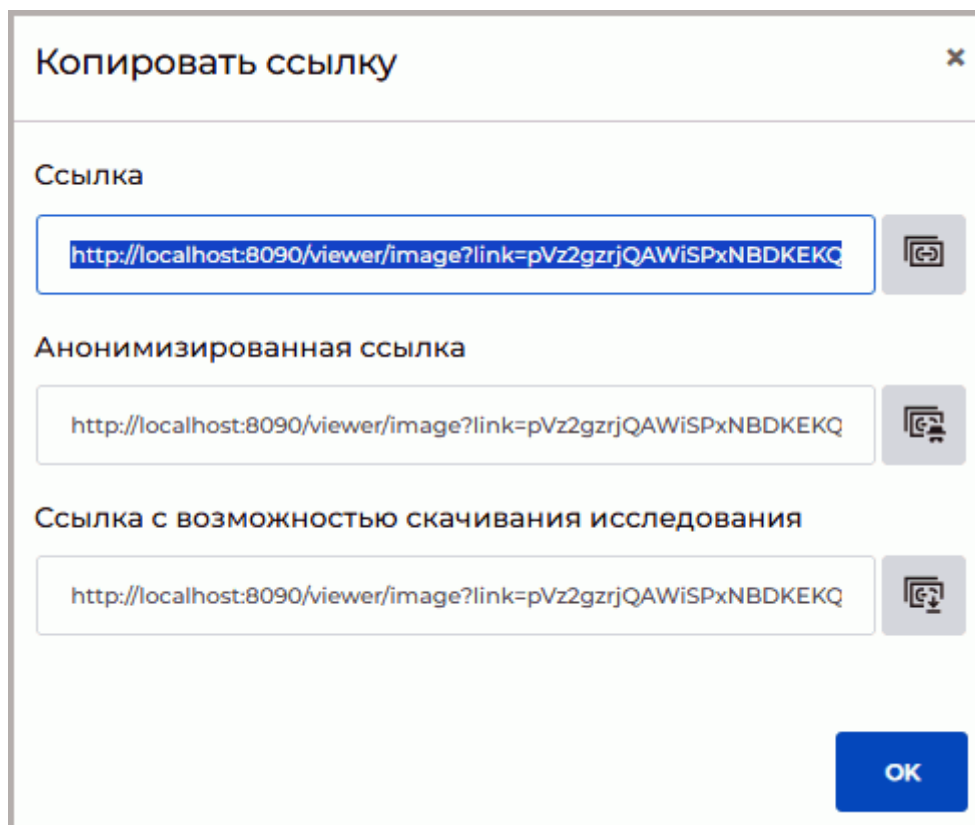 Копировать ссылку
Ссылка
http://localhost:8090/viewer/image?link=pVz2gzrjQAWiSPxNBDKEKQ
Анонимизированная ссылка
http://localhost:8090/viewer/image?link=pVz2gzrjQAWiSPxNBDKEKQ
Ссылка с возможностью скачивания исследования
http://localhost:8090/viewer/image?link=pVz2gzrjQAWiSPxNBDKEKQ
ОК